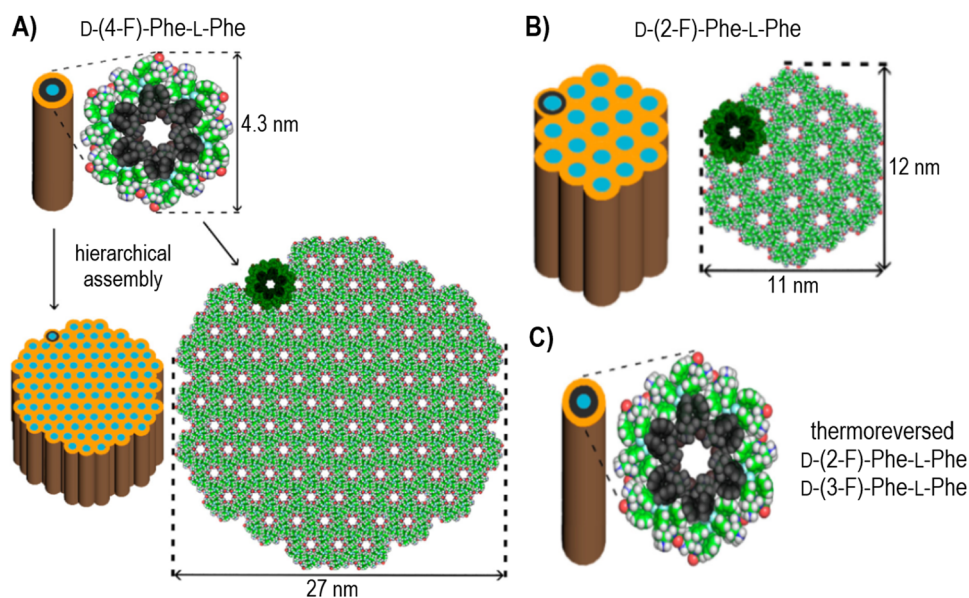 A)
D-(4-F)-Phe-L-Phe
4.3 nm
hierarchical
assembly
27 nm
B)
D-(2-F)-Phe-L-Phe
12 nm
11 nm
C)
thermoreversed
D-(2-F)-Phe-L-Phe
D-(3-F)-Phe-L-Phe